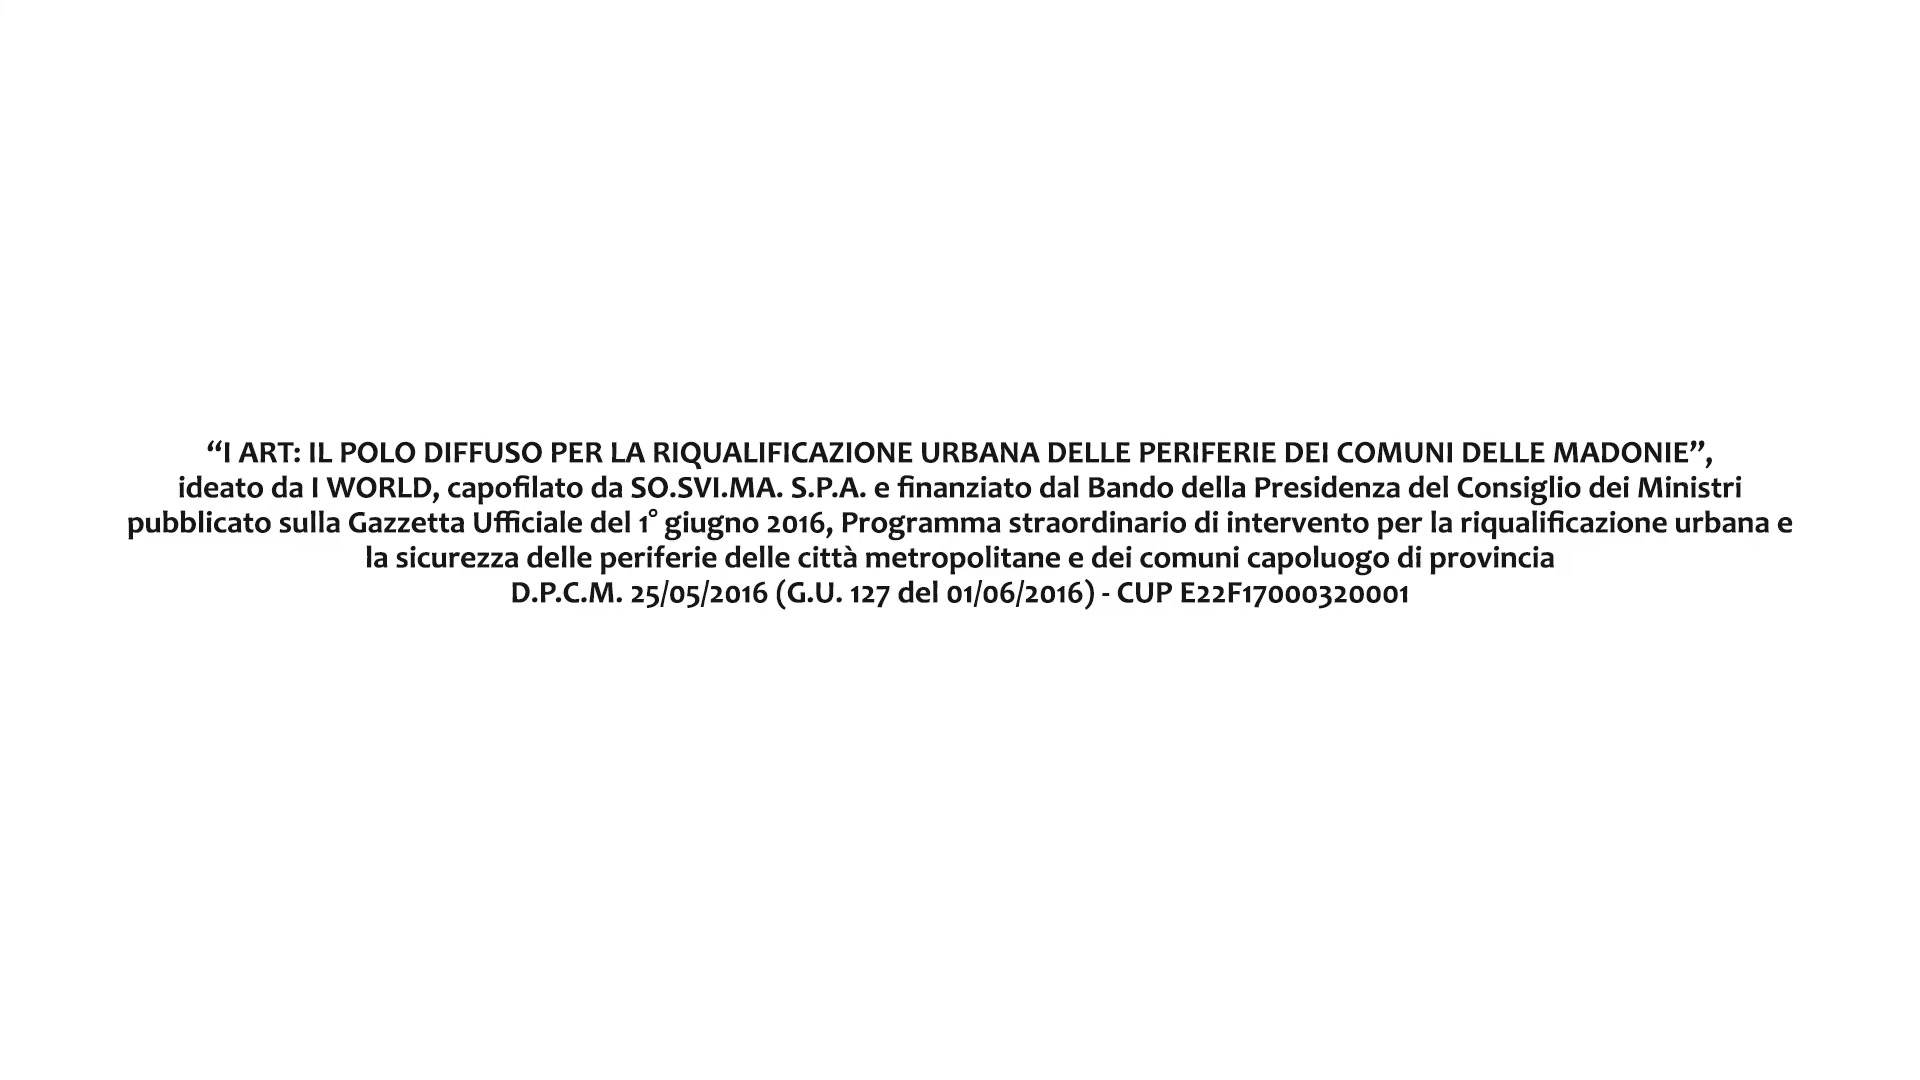 “I ART: IL POLO DIFFUSO PER LA RIQUALIFICAZIONE URBANA DELLE PERIFERIE DEI COMUNI DELLE MADONIE”,
ideato da I WORLD, capofilato da SO.SVI.MA. S.P.A. e finanziato dal Bando della Presidenza del Consiglio dei Ministri
pubblicato sulla Gazzetta Ufficiale del 1° giugno 2016, Programma straordinario di intervento per la riqualificazione urbana e
la sicurezza delle periferie delle città metropolitane e dei comuni capoluogo di provincia
D.P.C.M. 25/05/2016 (G.U. 127 del 01/06/2016) - CUP E22F17000320001